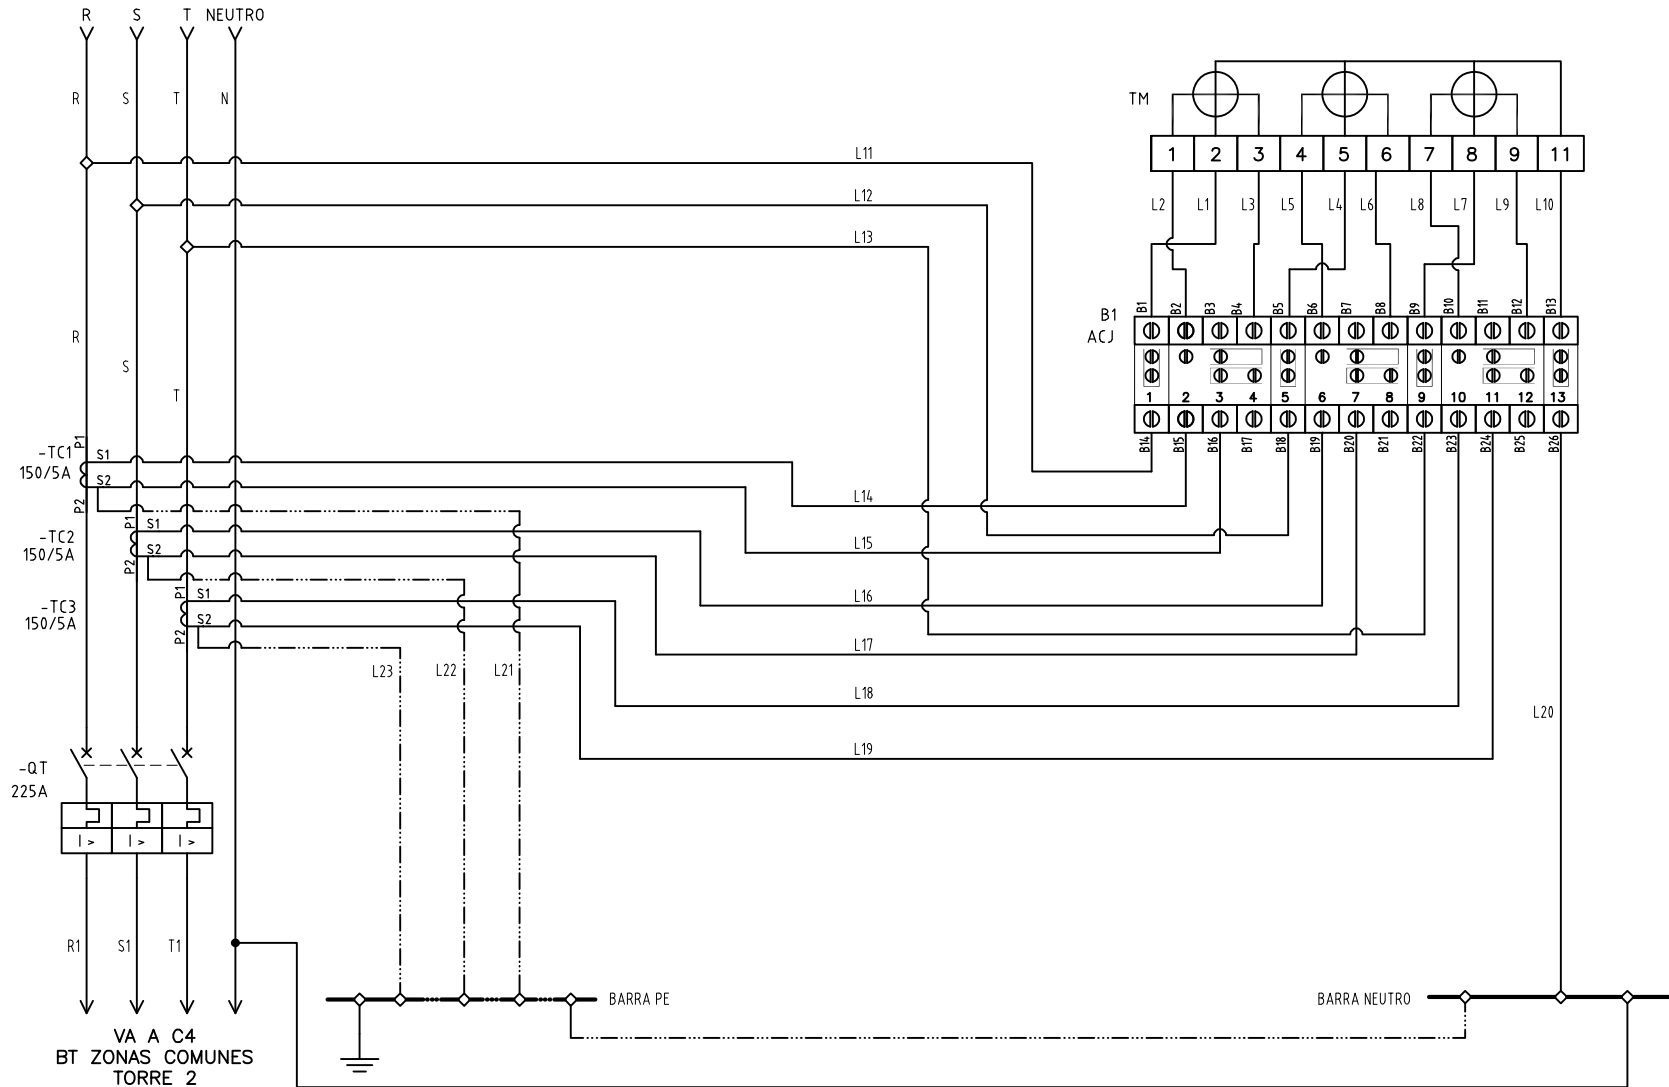 R S T NEUTRO
R S T N
TM
1 2 3 4 5 6 7 8 9 11
L11
L12
L13
L2 L1 L3 L5 L4 L6 L8 L7 L9 L10
B1 B2 B3 B4 B5 B6 B7 B8 B9 B10 B11 B12 B13
B1
ACJ
R
S
T
1 2 3 4 5 6 7 8 9 10 11 12 13
B14 B15 B16 B17 B18 B19 B20 B21 B22 B23 B24 B25 B26
P1
-TC1
150/5A
S1
S2
P2
L14
P1
-TC2
150/5A
S1
S2
P2
L15
P1
-TC3
150/5A
S1
S2
P2
L16
L17
L23 L22 L21
L18
L20
L19
-QT
225A
I > I > I >
R1 S1 T1
BARRA PE
BARRA NEUTRO
VA A C4
BT ZONAS COMUNES
TORRE 2